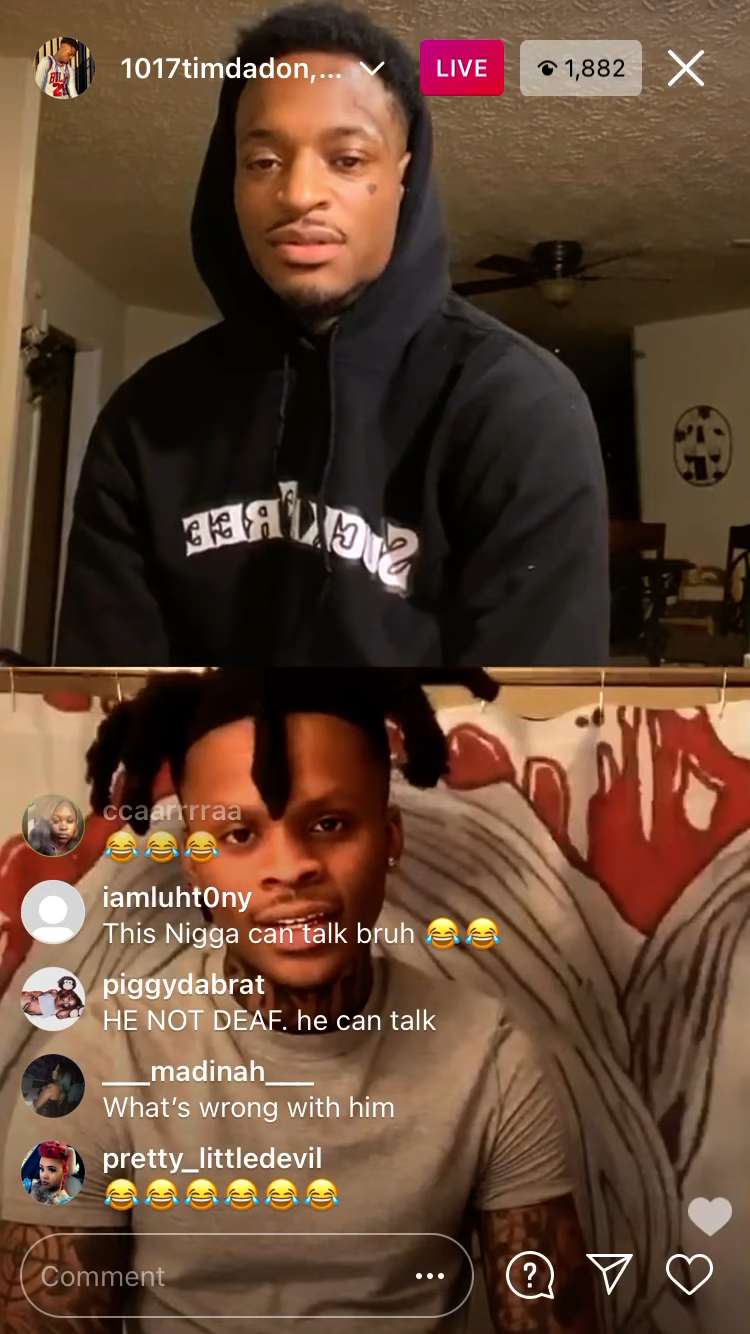 1017timdadon,...
LIVE
1,882
SUCKFREE
ccaarrrraa
😂😂😂
iamluht0ny
This Nigga can talk bruh 😂😂
piggydabrat
HE NOT DEAF. he can talk
___madinah___
What's wrong with him
pretty_littledevil
😂😂😂😂😂😂
Comment